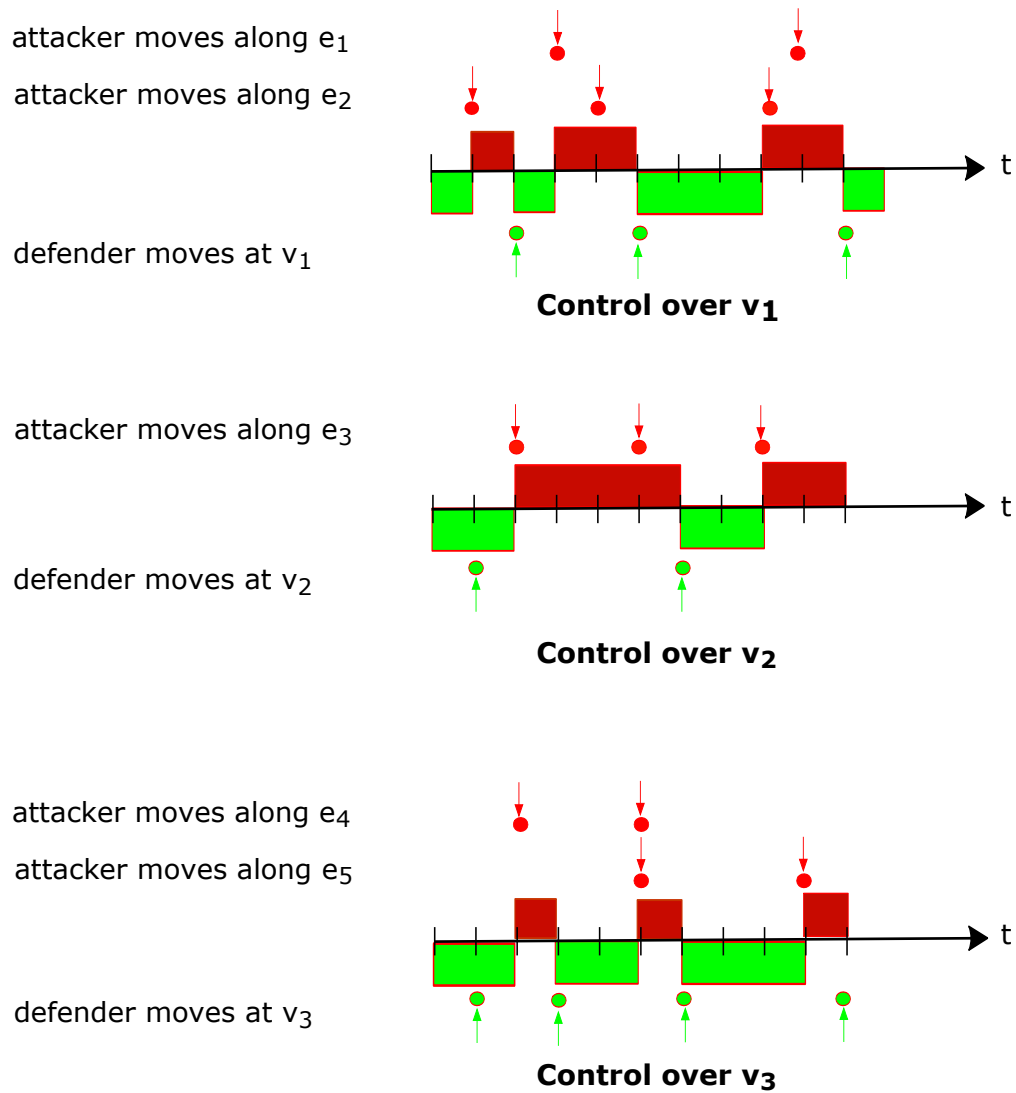 attacker moves along e1
attacker moves along e2
t
defender moves at v1
Control over v1
attacker moves along e3
t
defender moves at v2
Control over v2
attacker moves along e4
attacker moves along e5
t
defender moves at v3
Control over v3